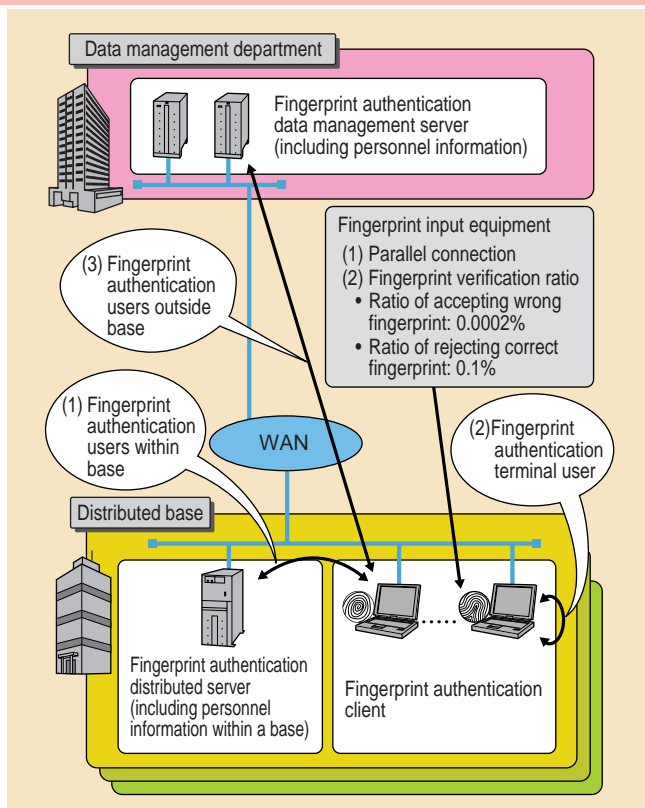 Data management department
Fingerprint authentication
data management server
(including personnel information)
Fingerprint input equipment
(1) Parallel connection
(2) Fingerprint verification ratio
• Ratio of accepting wrong
fingerprint: 0.0002%
• Ratio of rejecting correct
fingerprint: 0.1%
(3) Fingerprint
authentication
users outside
base
(1) Fingerprint
authentication
users within
base
WAN
(2)Fingerprint
authentication
terminal user
Distributed base
Fingerprint authentication
distributed server
(including personnel
information within a base)
Fingerprint authentication
client